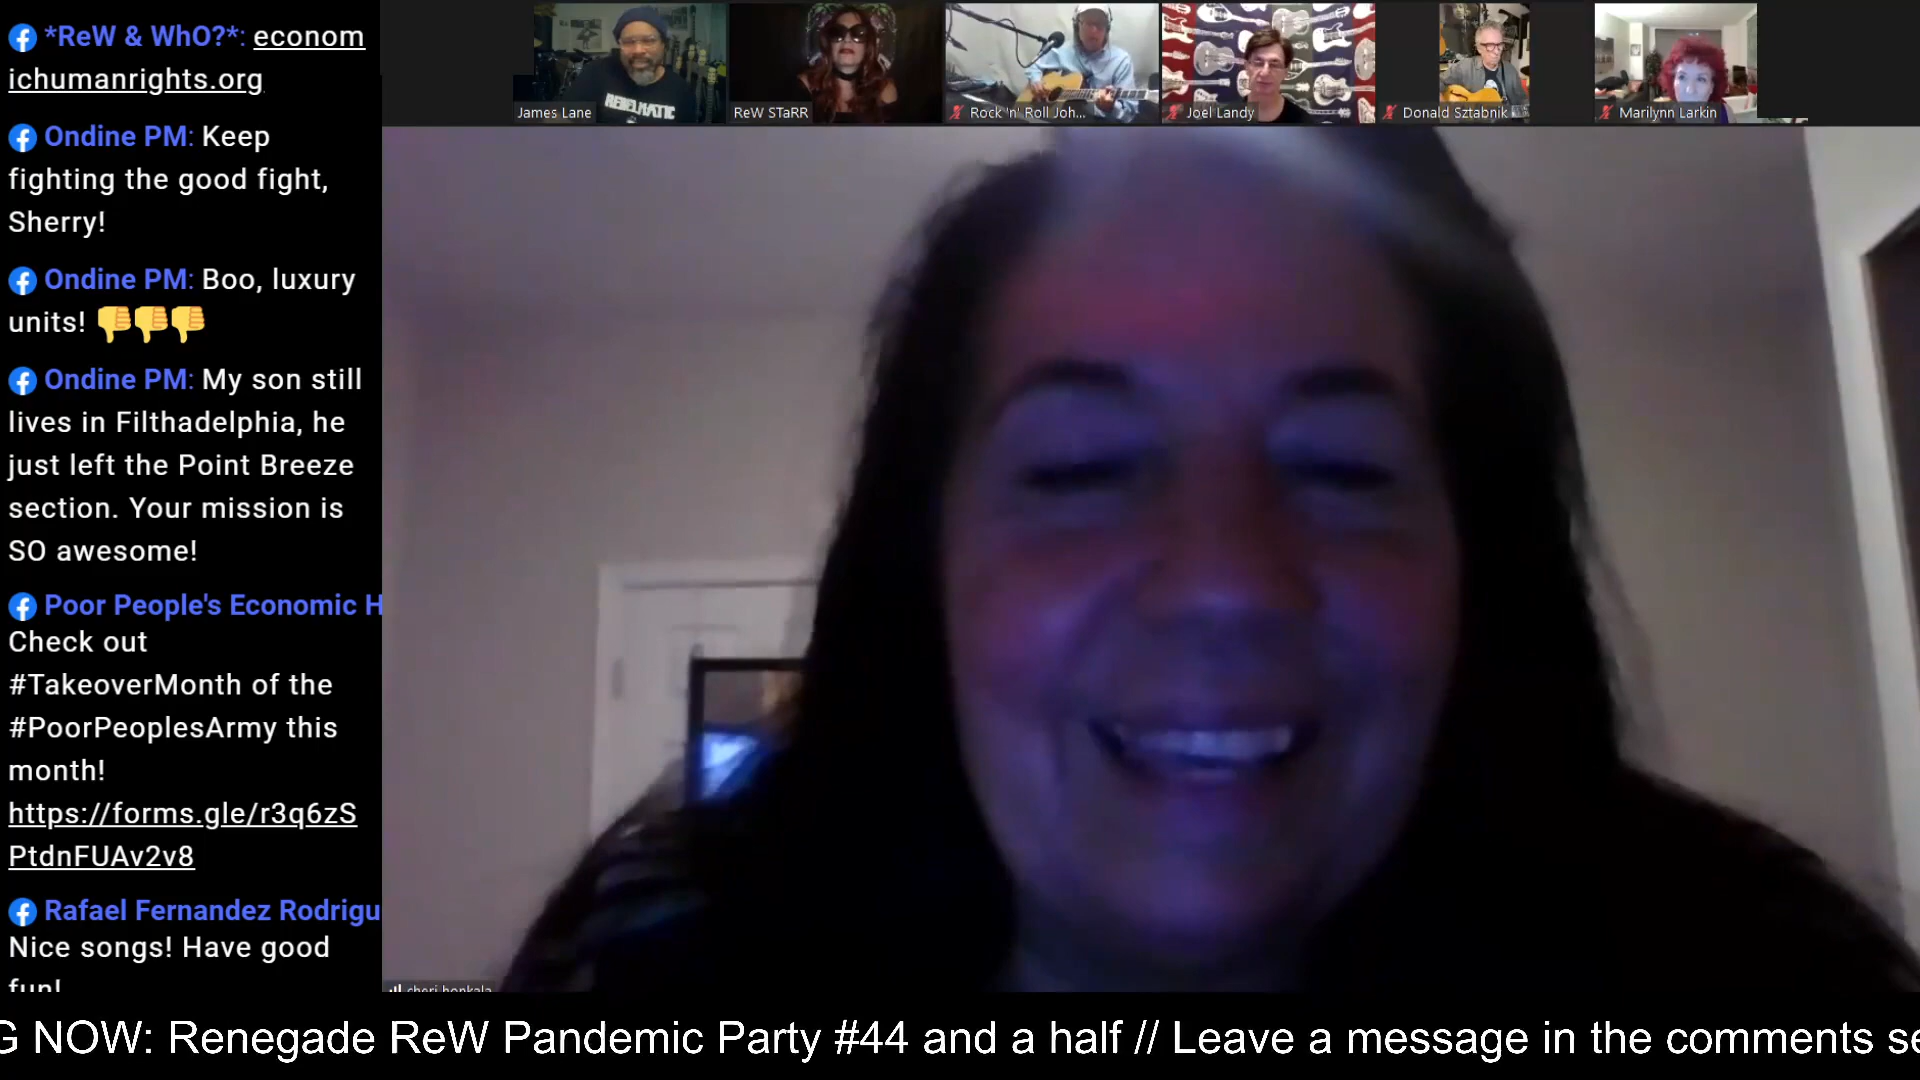 *ReW & WhO?*: econom
ichumanrights.org
Ondine PM: Keep
fighting the good fight,
Sherry!
Ondine PM: Boo, luxury
units! 👎👎👎
Ondine PM: My son still
lives in Filthadelphia, he
just left the Point Breeze
section. Your mission is
SO awesome!
Poor People's Economic H
Check out
#TakeoverMonth of the
#PoorPeoplesArmy this
month!
https://forms.gle/r3q6zS
PtdnFUAv2v8
Rafael Fernandez Rodrigu
Nice songs! Have good
fun!
James Lane
REBELMATIC
ReW STaRR
Rock 'n' Roll Joh...
Joel Landy
Donald Sztabnik
Marilynn Larkin
cheri honkala
G NOW: Renegade ReW Pandemic Party #44 and a half // Leave a message in the comments se